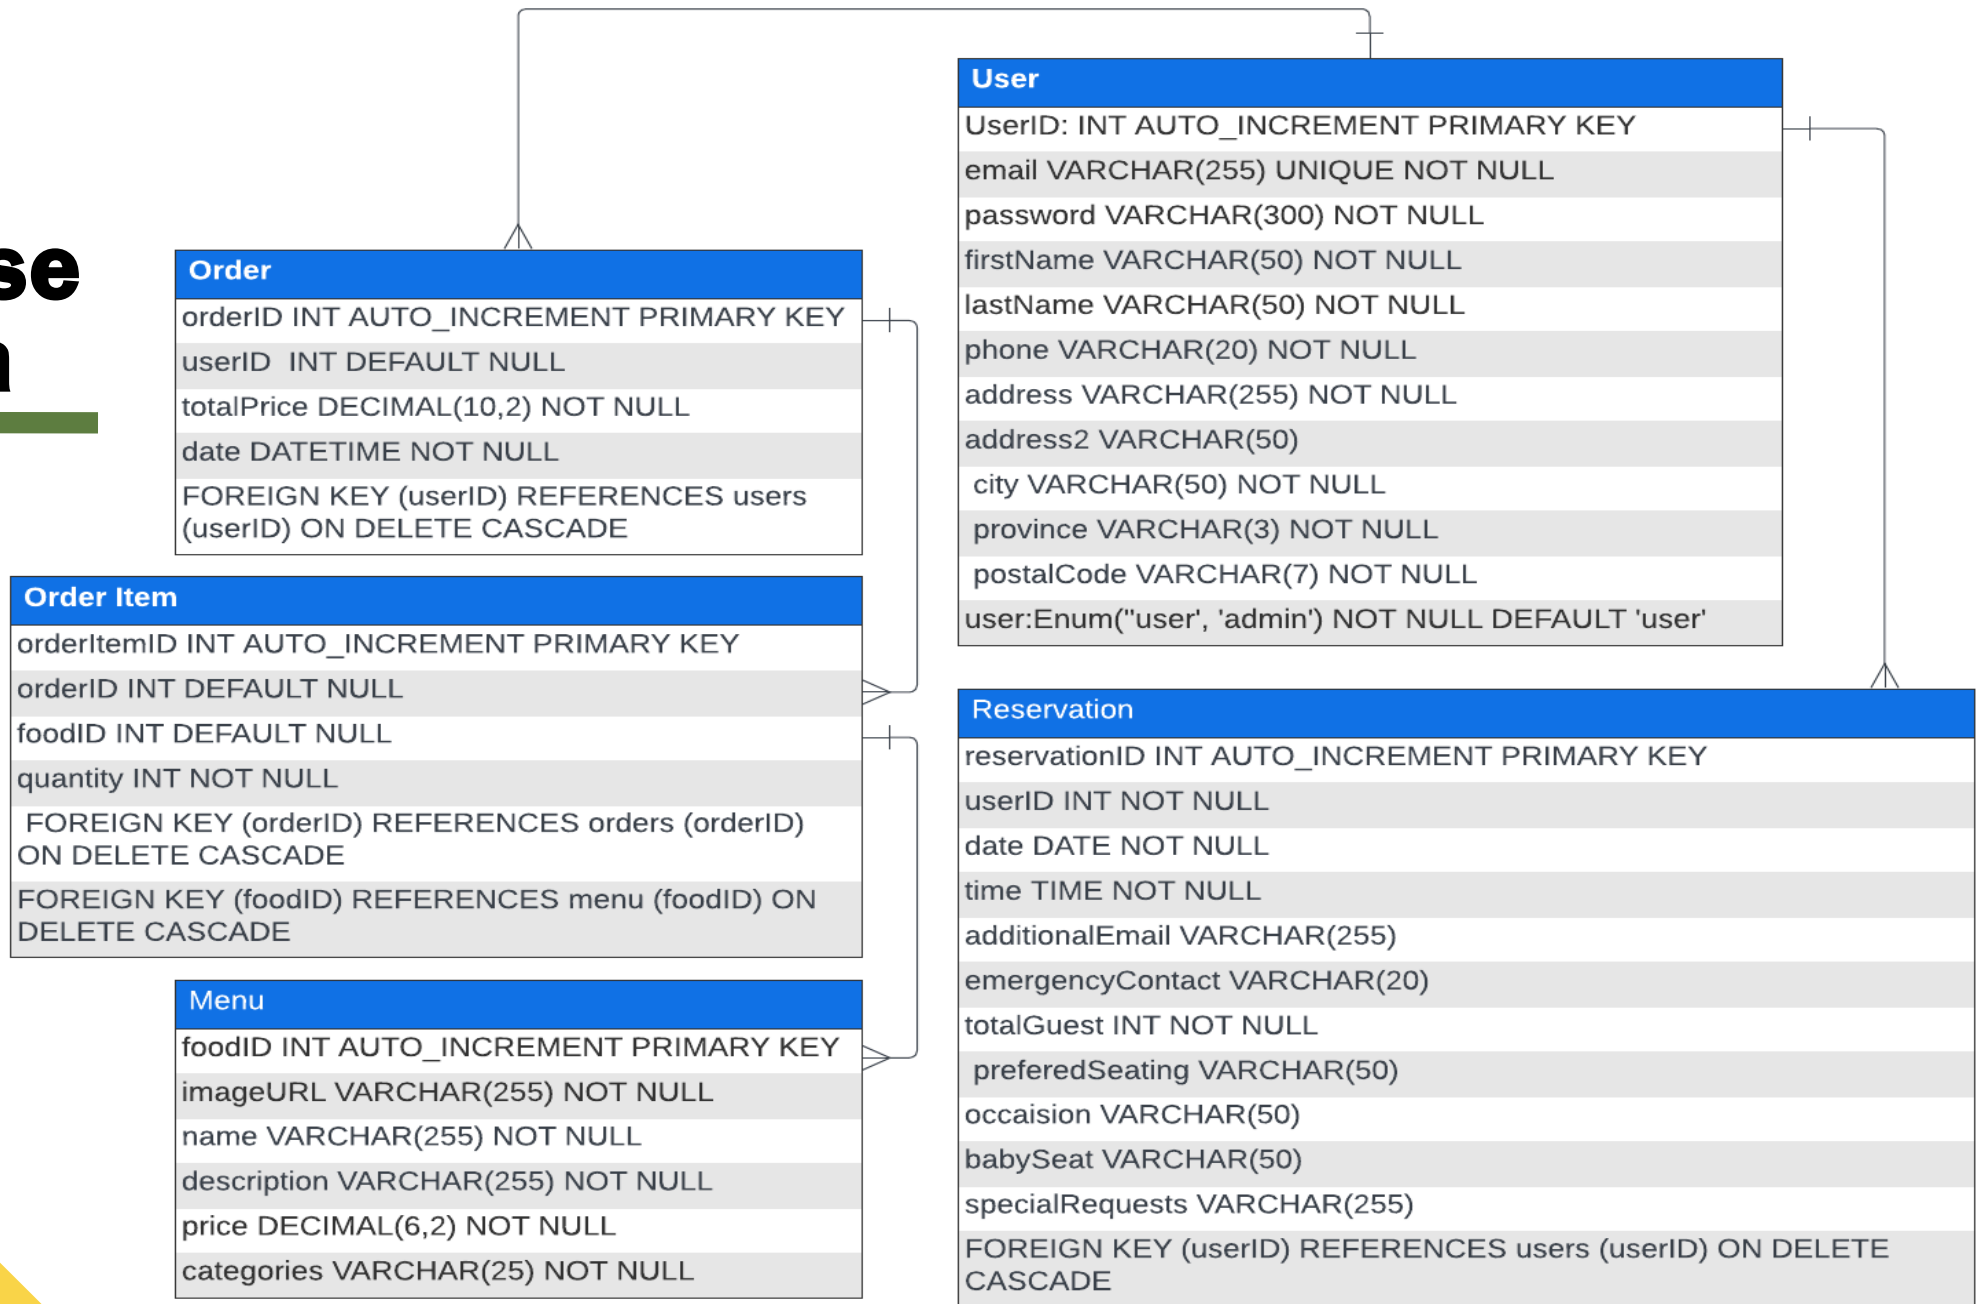 se
a
Order
orderID INT AUTO_INCREMENT PRIMARY KEY
userID INT DEFAULT NULL
totalPrice DECIMAL(10,2) NOT NULL
date DATETIME NOT NULL
FOREIGN KEY (userID) REFERENCES users
(userID) ON DELETE CASCADE
Order Item
orderItemID INT AUTO_INCREMENT PRIMARY KEY
orderID INT DEFAULT NULL
foodID INT DEFAULT NULL
quantity INT NOT NULL
FOREIGN KEY (orderID) REFERENCES orders (orderID)
ON DELETE CASCADE
FOREIGN KEY (foodID) REFERENCES menu (foodID) ON
DELETE CASCADE
Menu
foodID INT AUTO_INCREMENT PRIMARY KEY
imageURL VARCHAR(255) NOT NULL
name VARCHAR(255) NOT NULL
description VARCHAR(255) NOT NULL
price DECIMAL(6,2) NOT NULL
categories VARCHAR(25) NOT NULL
User
UserID: INT AUTO_INCREMENT PRIMARY KEY
email VARCHAR(255) UNIQUE NOT NULL
password VARCHAR(300) NOT NULL
firstName VARCHAR(50) NOT NULL
lastName VARCHAR(50) NOT NULL
phone VARCHAR(20) NOT NULL
address VARCHAR(255) NOT NULL
address2 VARCHAR(50)
city VARCHAR(50) NOT NULL
province VARCHAR(3) NOT NULL
postalCode VARCHAR(7) NOT NULL
user:Enum(''user', 'admin') NOT NULL DEFAULT 'user'
Reservation
reservationID INT AUTO_INCREMENT PRIMARY KEY
userID INT NOT NULL
date DATE NOT NULL
time TIME NOT NULL
additionalEmail VARCHAR(255)
emergencyContact VARCHAR(20)
totalGuest INT NOT NULL
preferedSeating VARCHAR(50)
occaision VARCHAR(50)
babySeat VARCHAR(50)
specialRequests VARCHAR(255)
FOREIGN KEY (userID) REFERENCES users (userID) ON DELETE
CASCADE